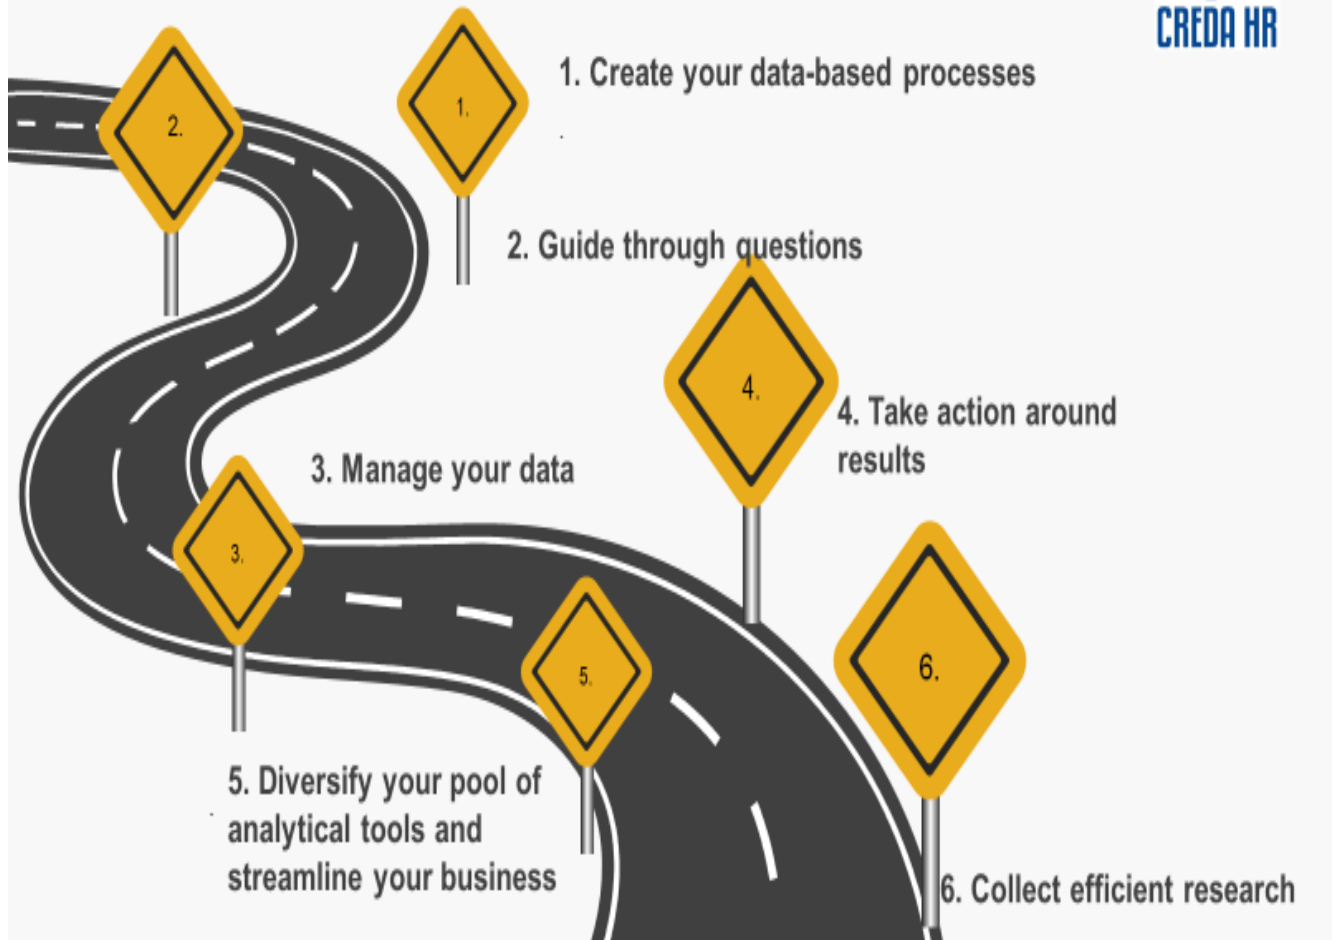 CREDA HR
1.
1. Create your data-based processes
.
2.
2. Guide through questions
3.
3. Manage your data
4.
4. Take action around
results
5.
5. Diversify your pool of
analytical tools and
streamline your business
.
6.
6. Collect efficient research